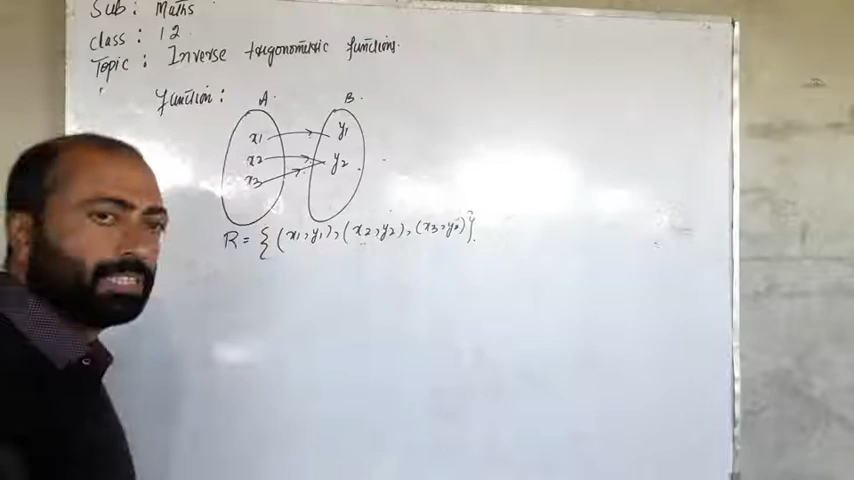 Sub : Maths
class : 12
Topic : Inverse trigonometric functions.
function :
A B
x1 y1
x2 y2
x3
R = { (x1, y1), (x2, y2), (x3, y2) }